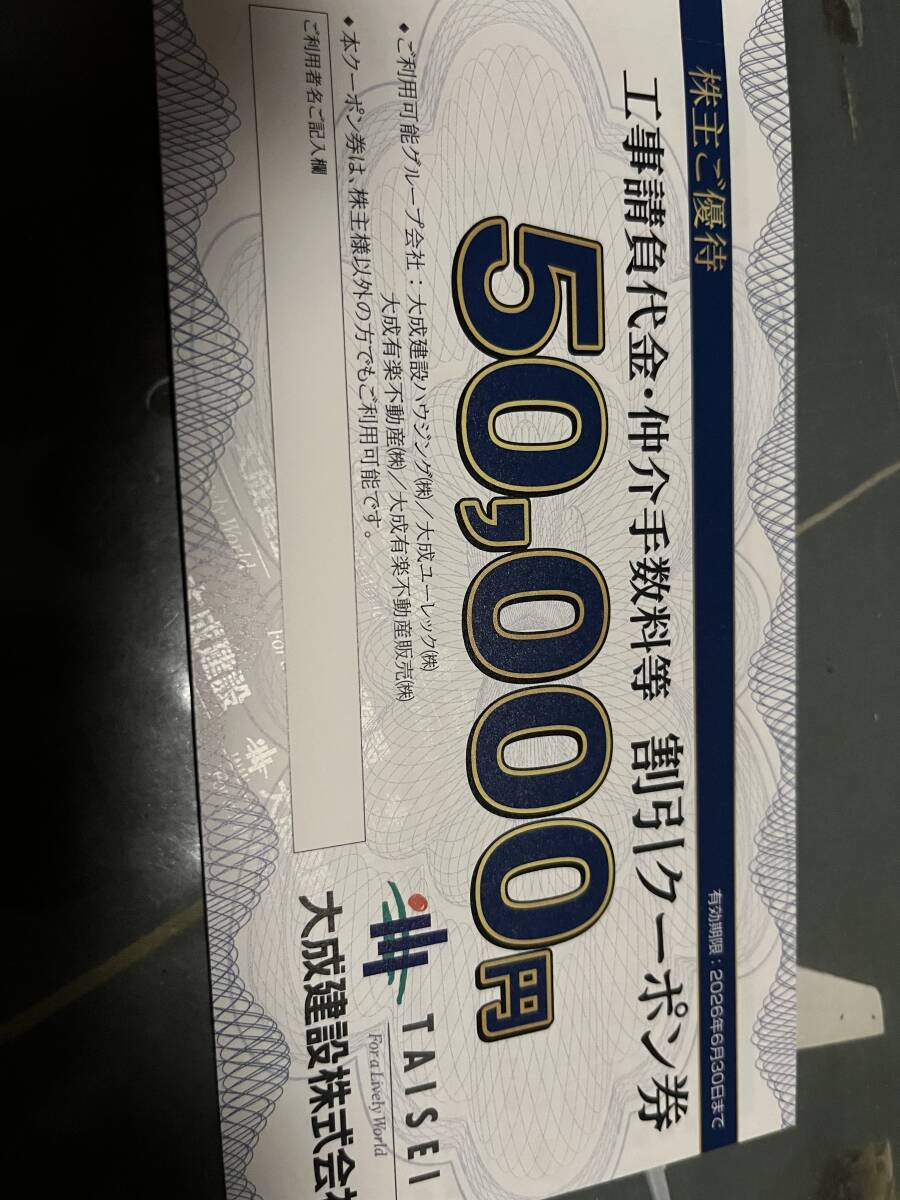 株主ご優待
有効期限：2026年6月30日まで
工事請負代金・仲介手数料等 割引クーポン券
50,000円
◆ご利用可能グループ会社：大成建設ハウジング㈱／大成ユーレック㈱
大成有楽不動産㈱／大成有楽不動産販売㈱
◆本クーポン券は、株主様以外の方でもご利用可能です。
ご利用者名ご記入欄
TAISEI
For a Lively World
大成建設株式会
成建設